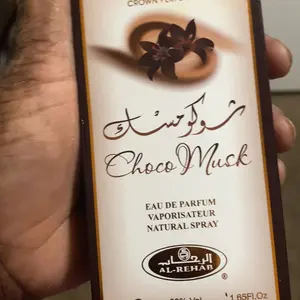 شوكو مسك
Choco Musk
EAU DE PARFUM
VAPORISATEUR
NATURAL SPRAY
الرحاب
AL-REHAB
®
1.65Fl.Oz